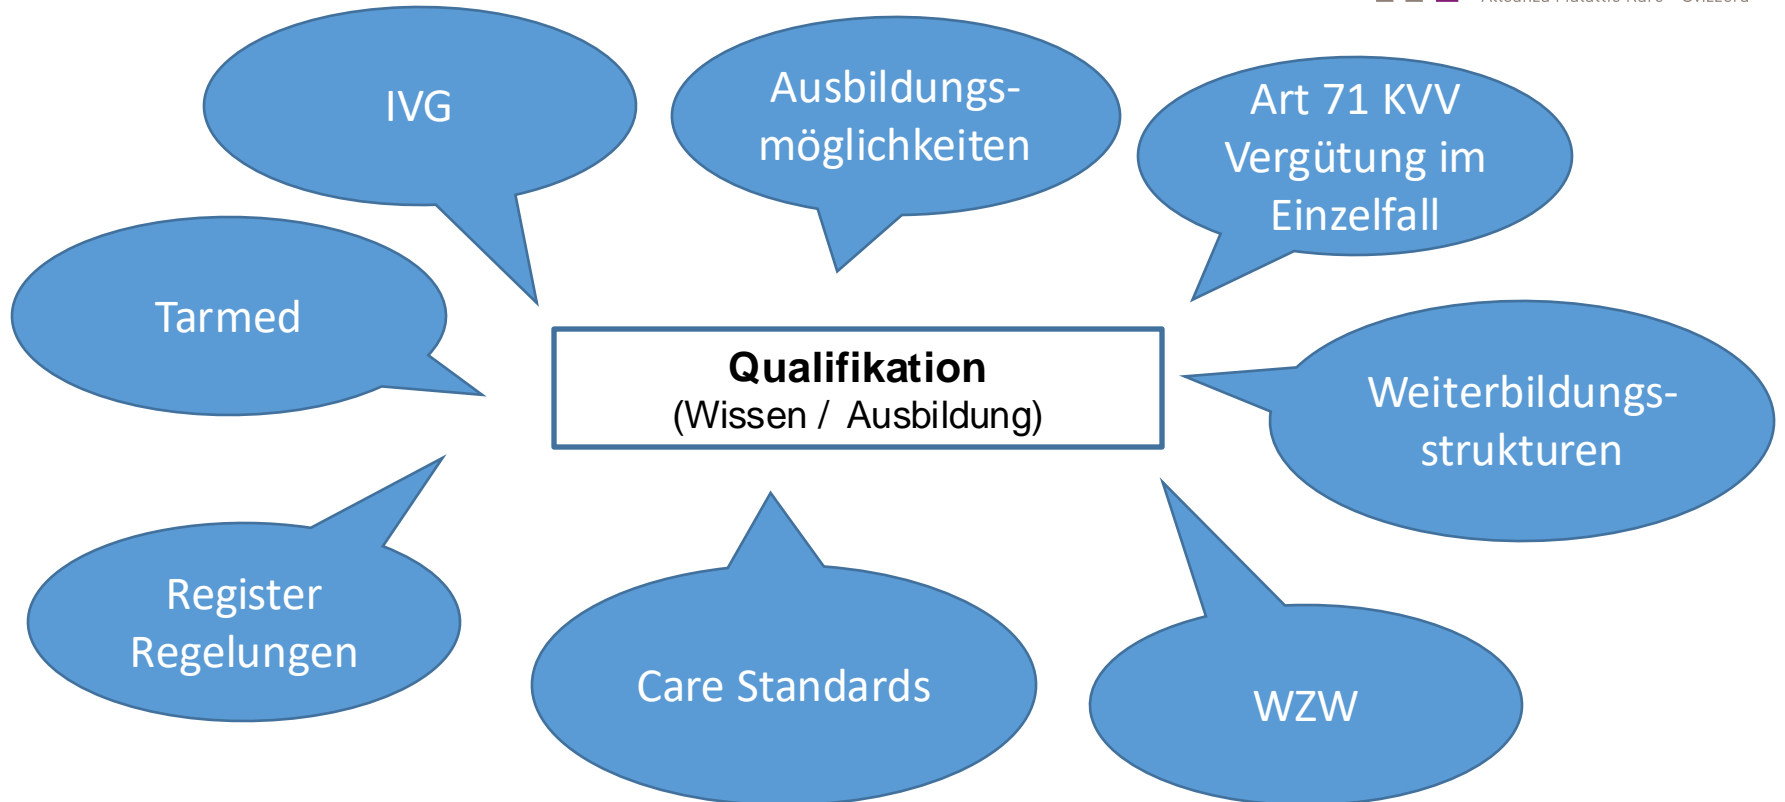 IVG
Ausbildungs-
möglichkeiten
Art 71 KVV
Vergütung im
Einzelfall
Tarmed
Qualifikation
(Wissen / Ausbildung)
Weiterbildungs-
strukturen
Register
Regelungen
Care Standards
WZW